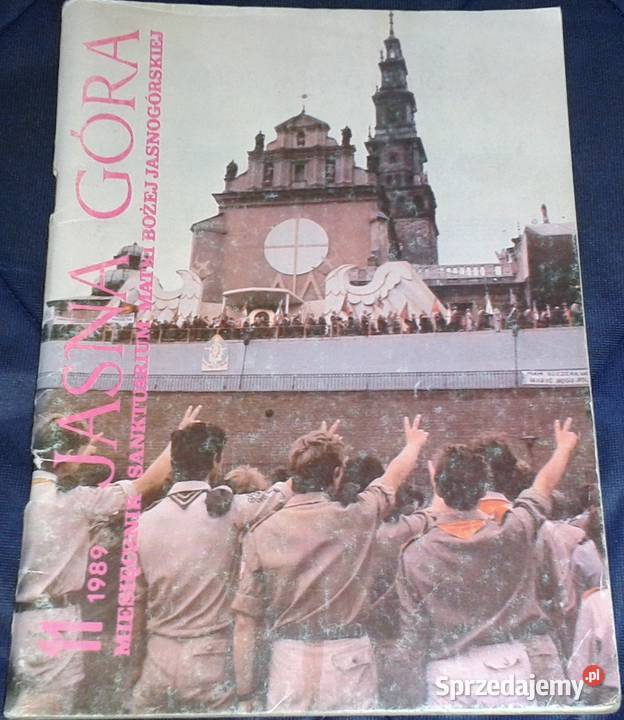 JASNA GÓRA
MIESIĘCZNIK SANKTUARIUM MATKI BOŻEJ JASNOGÓRSKIEJ
11 1989
Sprzedajemy.pl